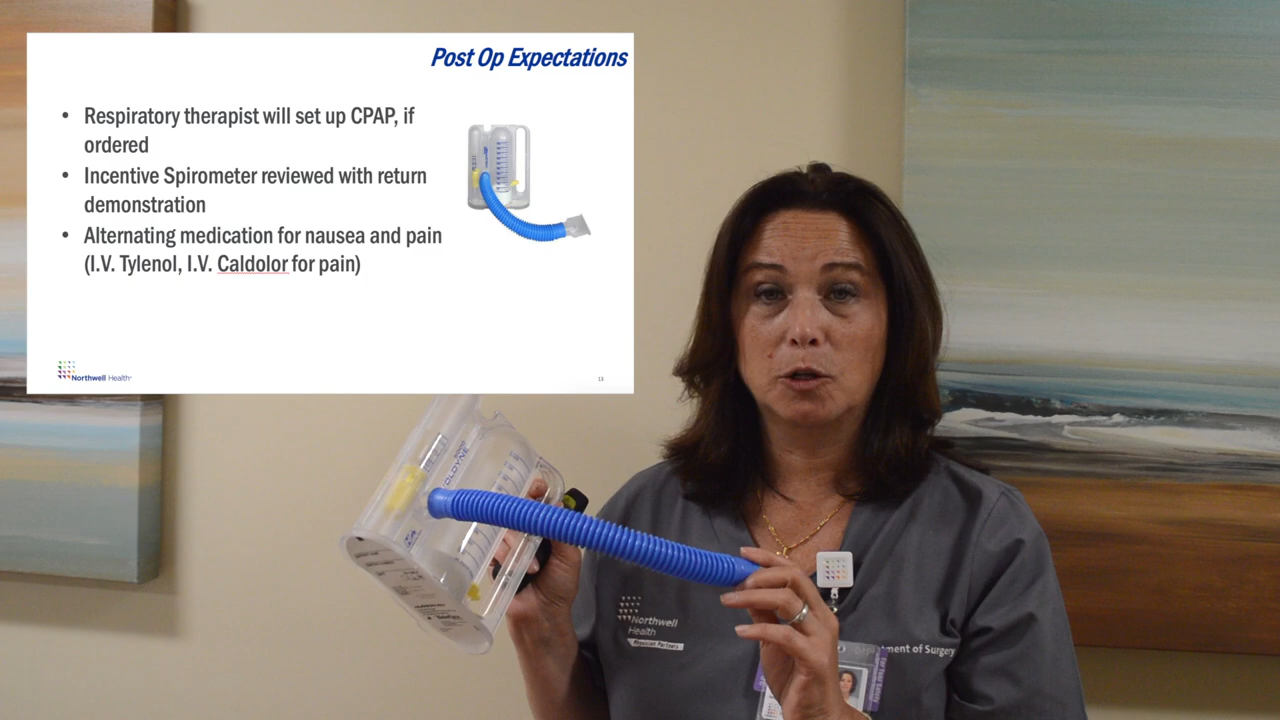 Post Op Expectations
• Respiratory therapist will set up CPAP, if
ordered
• Incentive Spirometer reviewed with return
demonstration
• Alternating medication for nausea and pain
(I.V. Tylenol, I.V. Caldolor for pain)
Northwell Health
13
Northwell
Health
Physician Partners
Department of Surgery